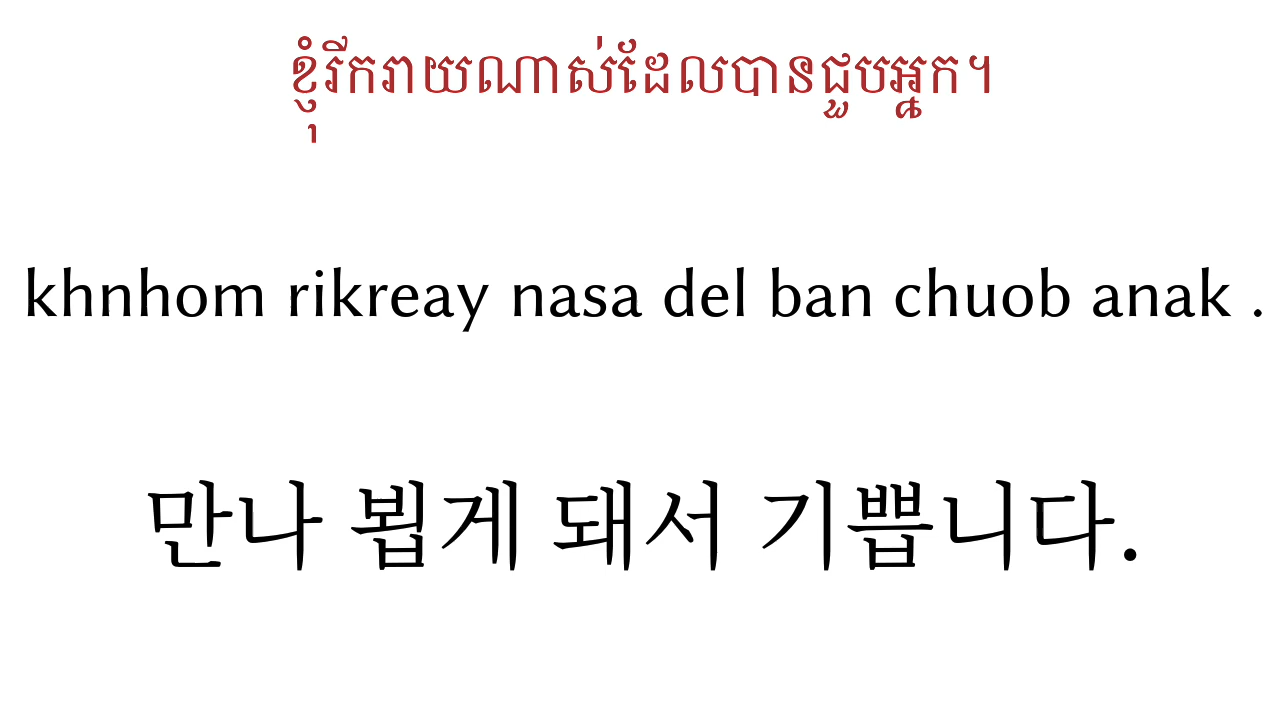 ខ្ញុំរីករាយណាស់ដែលបានជួបអ្នក។
khnhom rikreay nasa del ban chuob anak .
만나 뵙게 돼서 기쁩니다.